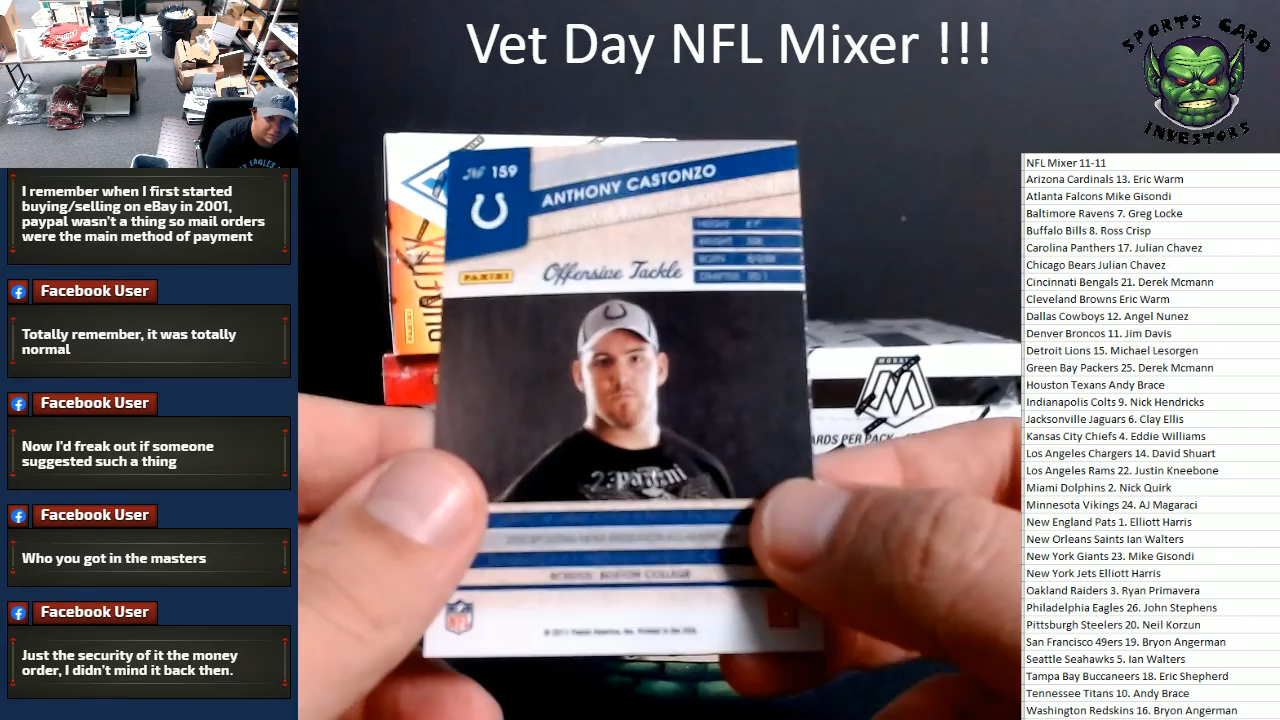 Vet Day NFL Mixer !!!
SPORTS CARD
INVESTORS
I remember when I first started
buying/selling on eBay in 2001,
paypal wasn't a thing so mail orders
were the main method of payment
Facebook User
Totally remember, it was totally
normal
Facebook User
Now I'd freak out if someone
suggested such a thing
Facebook User
Who you got in the masters
Facebook User
Just the security of it the money
order, I didn't mind it back then.
EAGLES
159
ANTHONY CASTONZO
HEIGHT
WEIGHT
BORN
PANINI
Offensive Tackle
Panini
SCHOOL: BOSTON COLLEGE
NFL
PANINI
MOSAIC
CARDS PER PACK
NFL Mixer 11-11
Arizona Cardinals 13. Eric Warm
Atlanta Falcons Mike Gisondi
Baltimore Ravens 7. Greg Locke
Buffalo Bills 8. Ross Crisp
Carolina Panthers 17. Julian Chavez
Chicago Bears Julian Chavez
Cincinnati Bengals 21. Derek Mcmann
Cleveland Browns Eric Warm
Dallas Cowboys 12. Angel Nunez
Denver Broncos 11. Jim Davis
Detroit Lions 15. Michael Lesorgen
Green Bay Packers 25. Derek Mcmann
Houston Texans Andy Brace
Indianapolis Colts 9. Nick Hendricks
Jacksonville Jaguars 6. Clay Ellis
Kansas City Chiefs 4. Eddie Williams
Los Angeles Chargers 14. David Shuart
Los Angeles Rams 22. Justin Kneebone
Miami Dolphins 2. Nick Quirk
Minnesota Vikings 24. AJ Magaraci
New England Pats 1. Elliott Harris
New Orleans Saints Ian Walters
New York Giants 23. Mike Gisondi
New York Jets Elliott Harris
Oakland Raiders 3. Ryan Primavera
Philadelphia Eagles 26. John Stephens
Pittsburgh Steelers 20. Neil Korzun
San Francisco 49ers 19. Bryon Angerman
Seattle Seahawks 5. Ian Walters
Tampa Bay Buccaneers 18. Eric Shepherd
Tennessee Titans 10. Andy Brace
Washington Redskins 16. Bryon Angerman